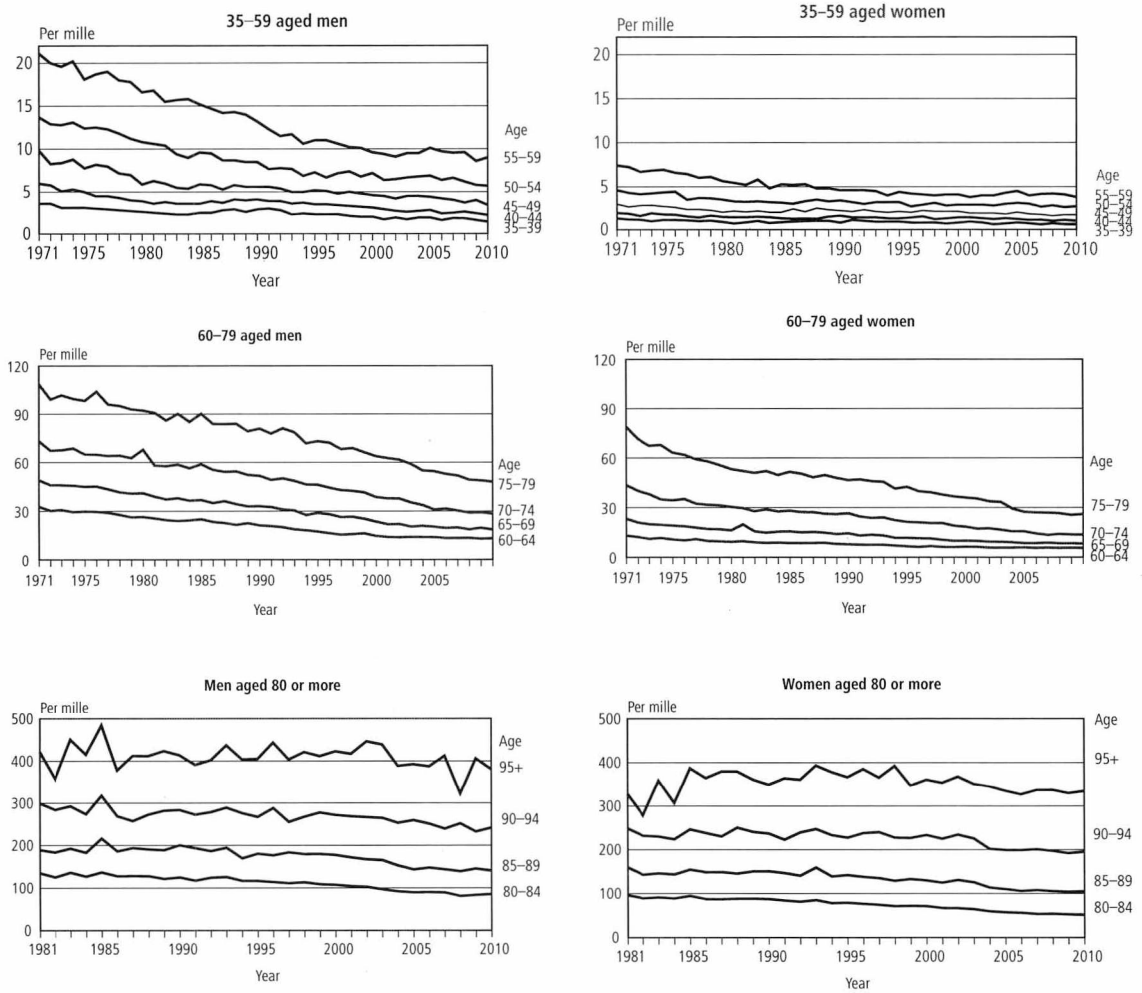 35–59 aged men
Per mille
20
15
10
5
0
Age
55–59
50–54
45–49
40–44
35–39
1971 1975 1980 1985 1990 1995 2000 2005 2010
Year
35–59 aged women
Per mille
20
15
10
5
0
Age
55–59
50–54
45–49
40–44
35–39
1971 1975 1980 1985 1990 1995 2000 2005 2010
Year
60–79 aged men
Per mille
120
90
60
30
0
Age
75–79
70–74
65–69
60–64
1971 1975 1980 1985 1990 1995 2000 2005
Year
60–79 aged women
Per mille
120
90
60
30
0
Age
75–79
70–74
65–69
60–64
1971 1975 1980 1985 1990 1995 2000 2005
Year
Men aged 80 or more
Per mille
500
400
300
200
100
0
Age
95+
90–94
85–89
80–84
1981 1985 1990 1995 2000 2005 2010
Year
Women aged 80 or more
Per mille
500
400
300
200
100
0
Age
95+
90–94
85–89
80–84
1981 1985 1990 1995 2000 2005 2010
Year